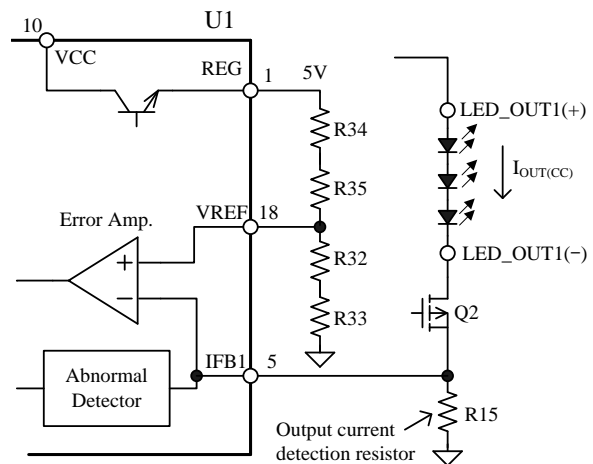 U1
10
VCC
REG
1
5V
R34
R35
LED_OUT1(+)
I_OUT(CC)
Error Amp.
VREF
18
+
−
R32
R33
LED_OUT1(−)
Q2
IFB1
5
Abnormal
Detector
R15
Output current
detection resistor